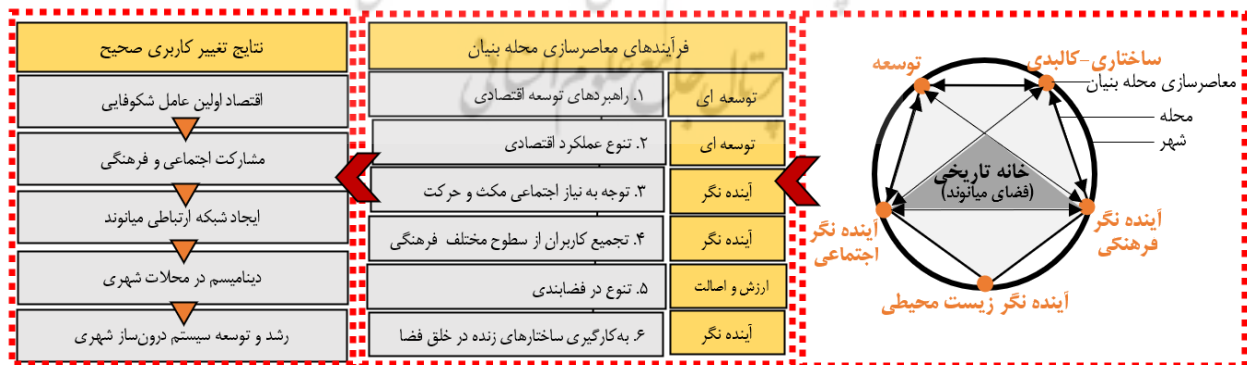 ساختاری-کالبدی
توسعه
معاصرسازی محله بنیان
محله
شهر
خانه تاریخی
(فضای میانوند)
آینده نگر
فرهنگی
آینده نگر
اجتماعی
آینده نگر زیست محیطی
فرآیندهای معاصرسازی محله بنیان
توسعه ای
۱. راهبردهای توسعه اقتصادی
توسعه ای
۲. تنوع عملکرد اقتصادی
آینده نگر
۳. توجه به نیاز اجتماعی مکث و حرکت
آینده نگر
۴. تجمیع کاربران از سطوح مختلف فرهنگی
ارزش و اصالت
۵. تنوع در فضابندی
آینده نگر
۶. به‌کارگیری ساختارهای زنده در خلق فضا
نتایج تغییر کاربری صحیح
اقتصاد اولین عامل شکوفایی
مشارکت اجتماعی و فرهنگی
ایجاد شبکه ارتباطی میانوند
دینامیسم در محلات شهری
رشد و توسعه سیستم درون‌ساز شهری
پرتال جامع علوم انسانی